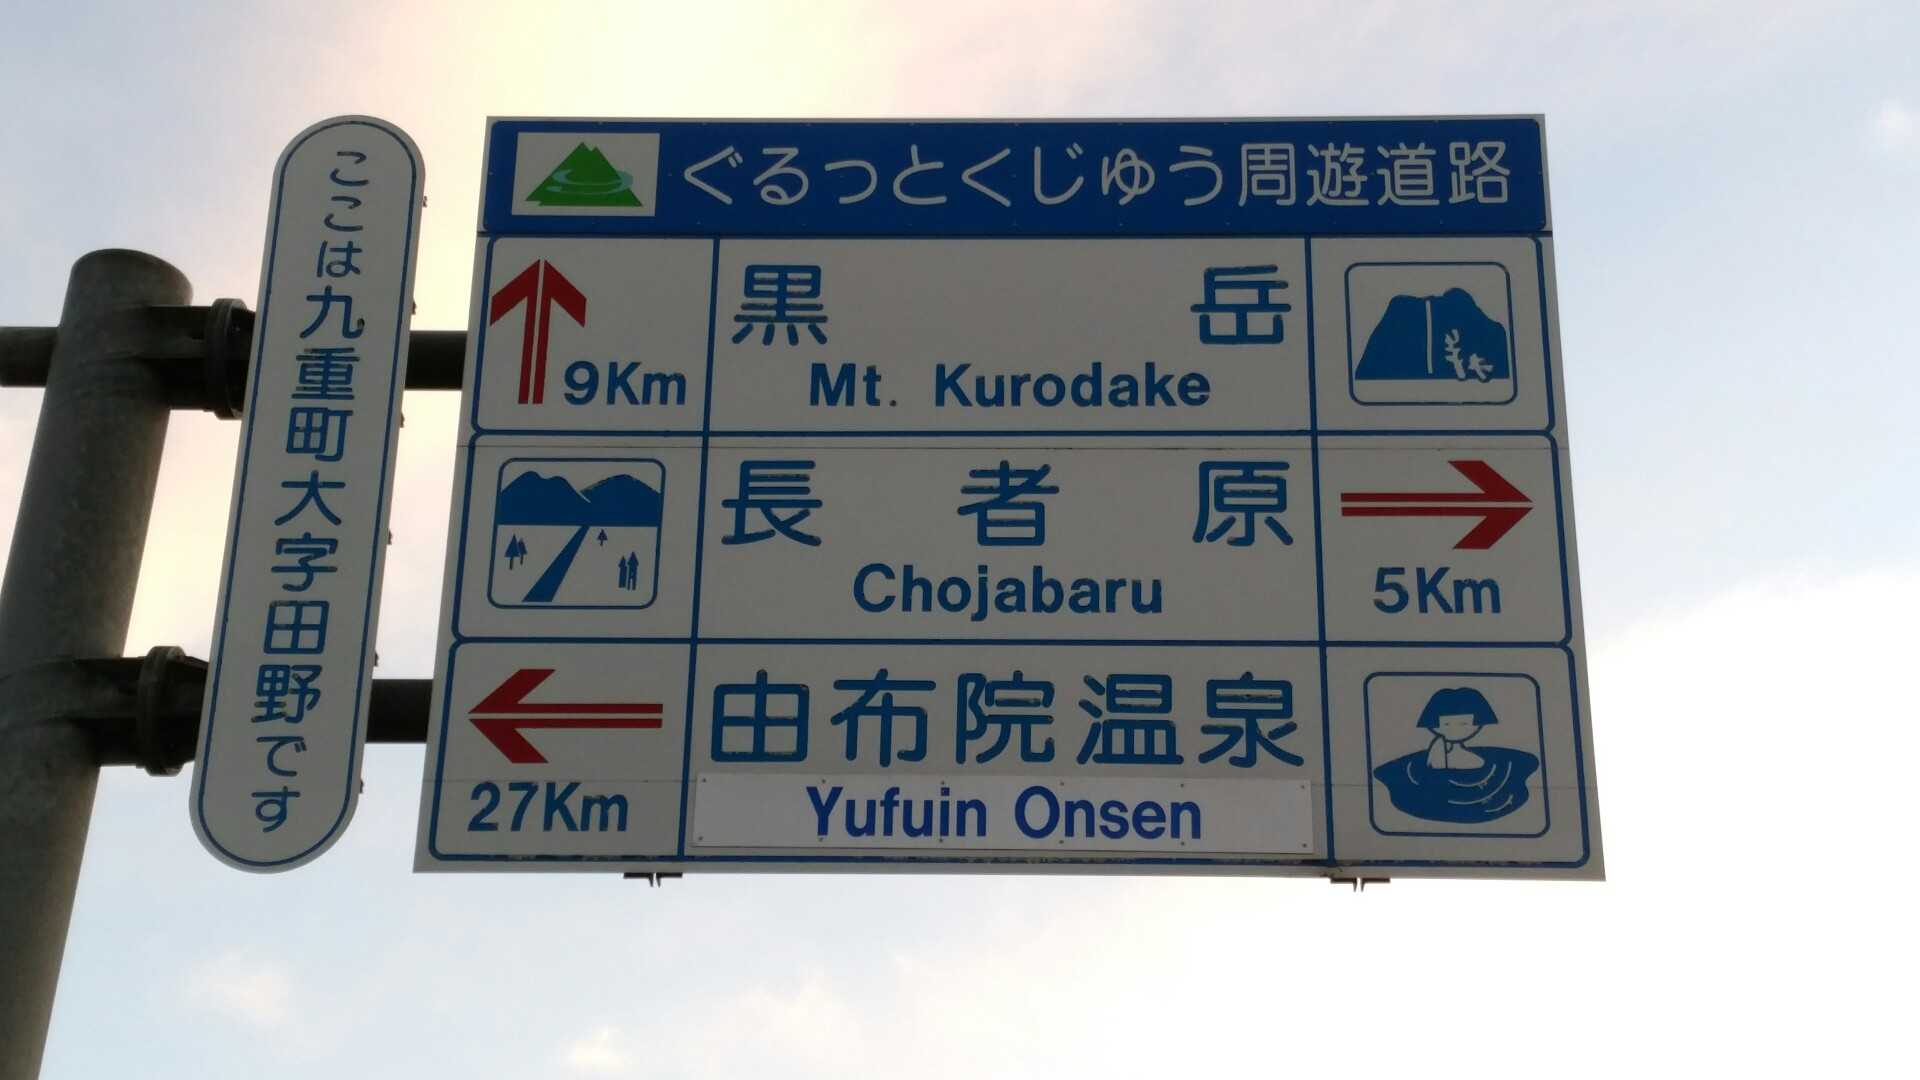 ここは九重町大字田野です
ぐるっとくじゅう周遊道路
9Km
黒岳
Mt. Kurodake
長者原
Chojabaru
5Km
27Km
由布院温泉
Yufuin Onsen